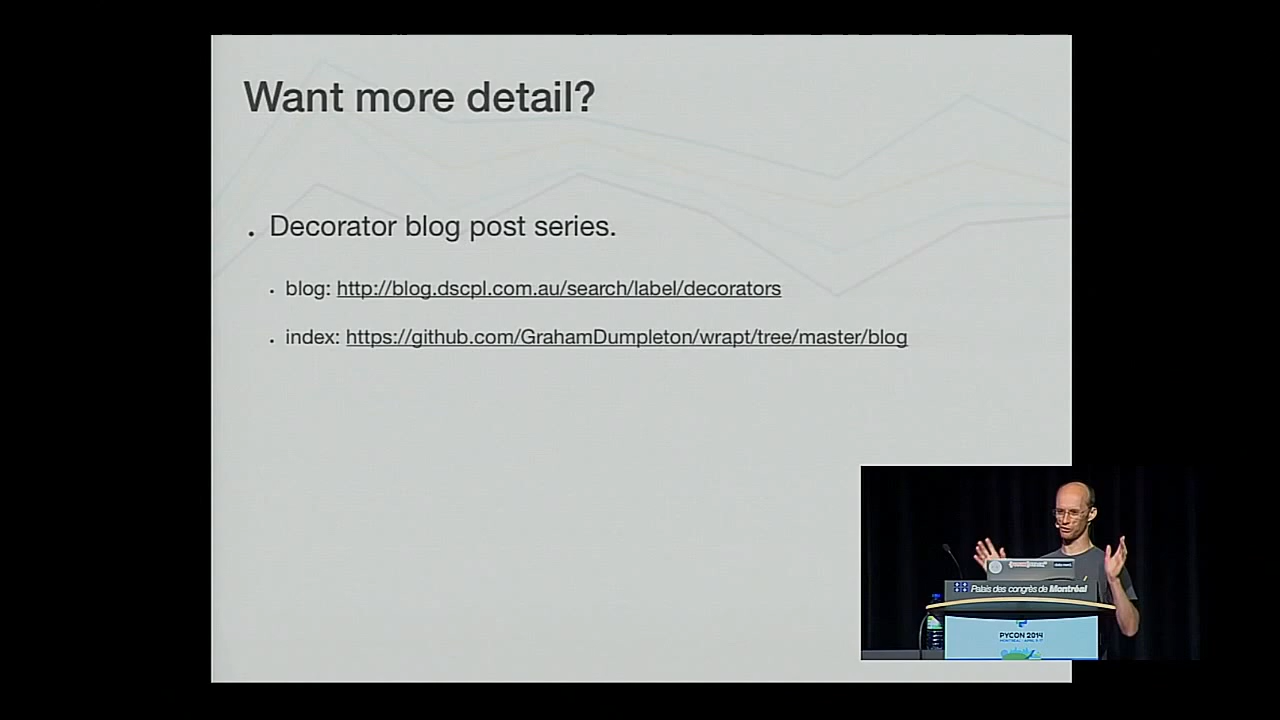 Want more detail?
. Decorator blog post series.
• blog: http://blog.dscpl.com.au/search/label/decorators
• index: https://github.com/GrahamDumpleton/wrapt/tree/master/blog
Palais des congrès de Montréal
PYCON 2014